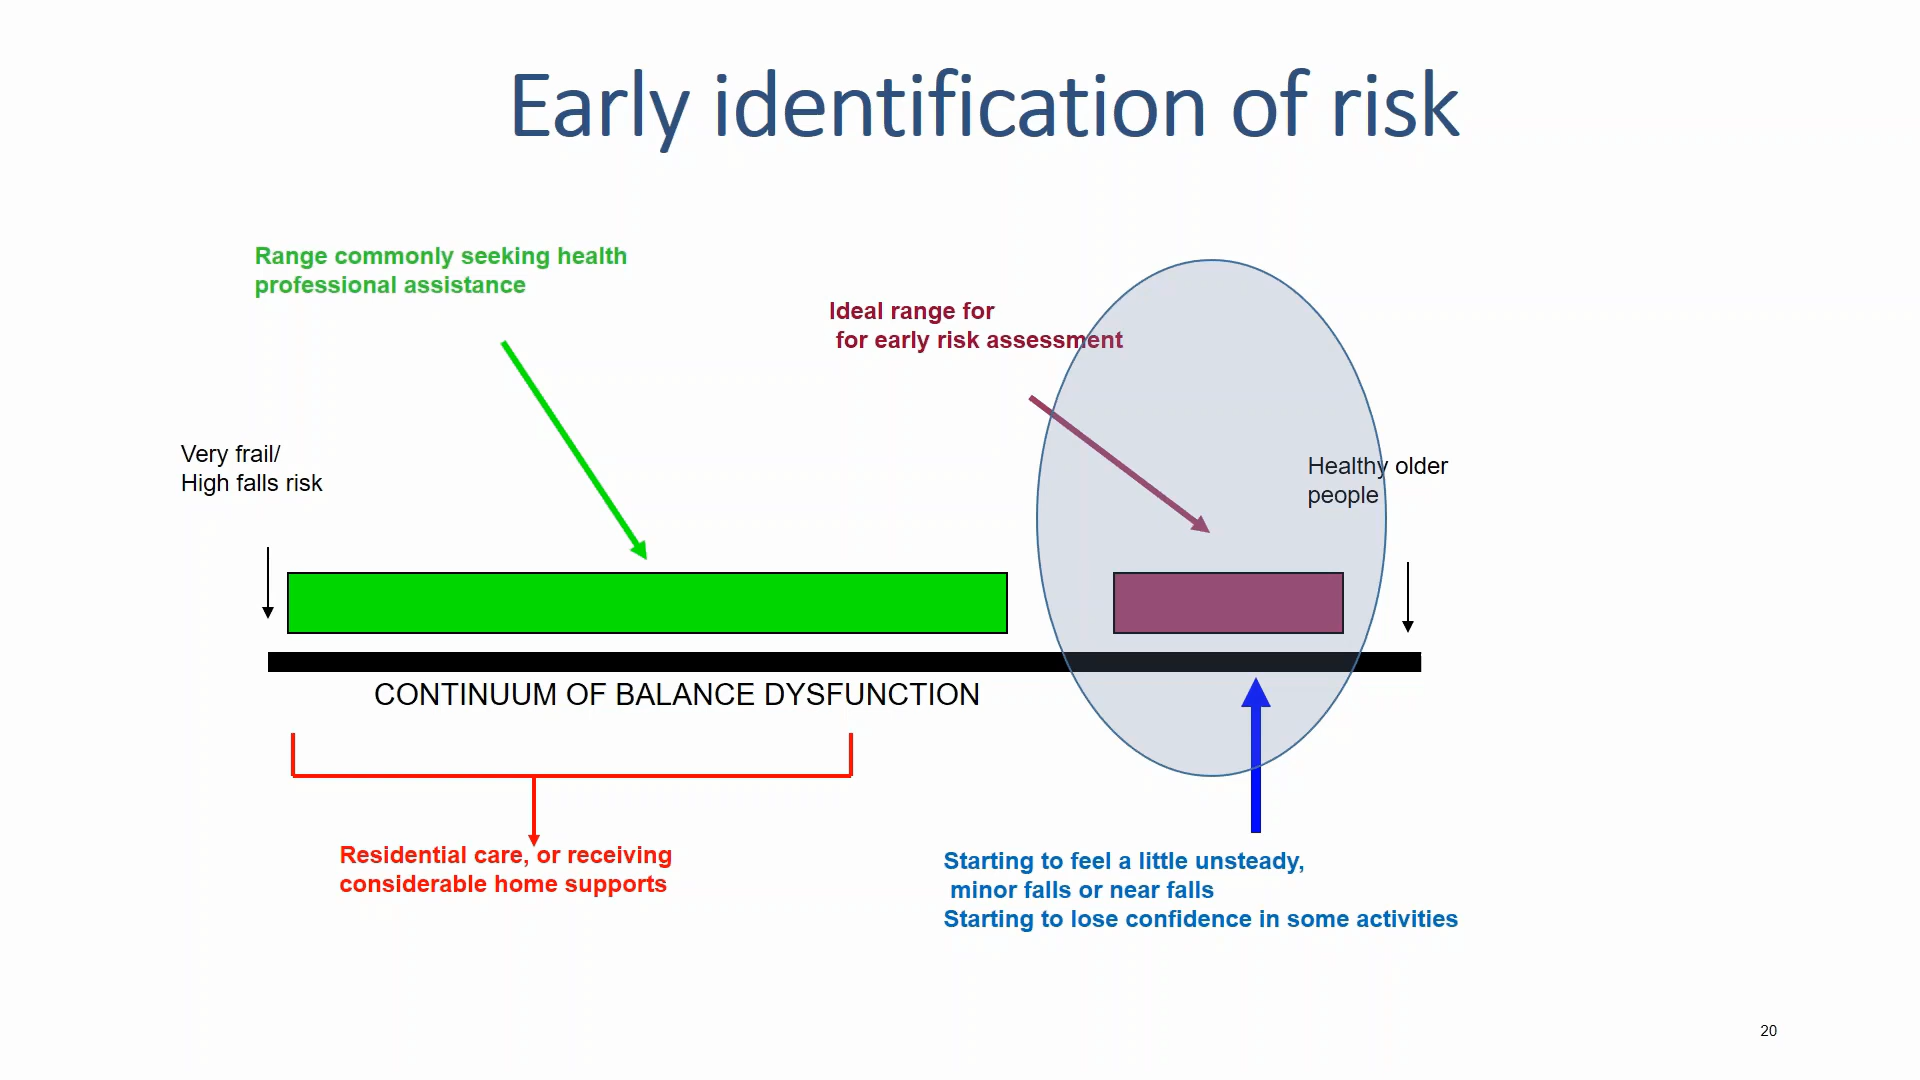 Early identification of risk
Range commonly seeking health
professional assistance
Ideal range for
for early risk assessment
Very frail/
High falls risk
Healthy older
people
CONTINUUM OF BALANCE DYSFUNCTION
Residential care, or receiving
considerable home supports
Starting to feel a little unsteady,
minor falls or near falls
Starting to lose confidence in some activities
20